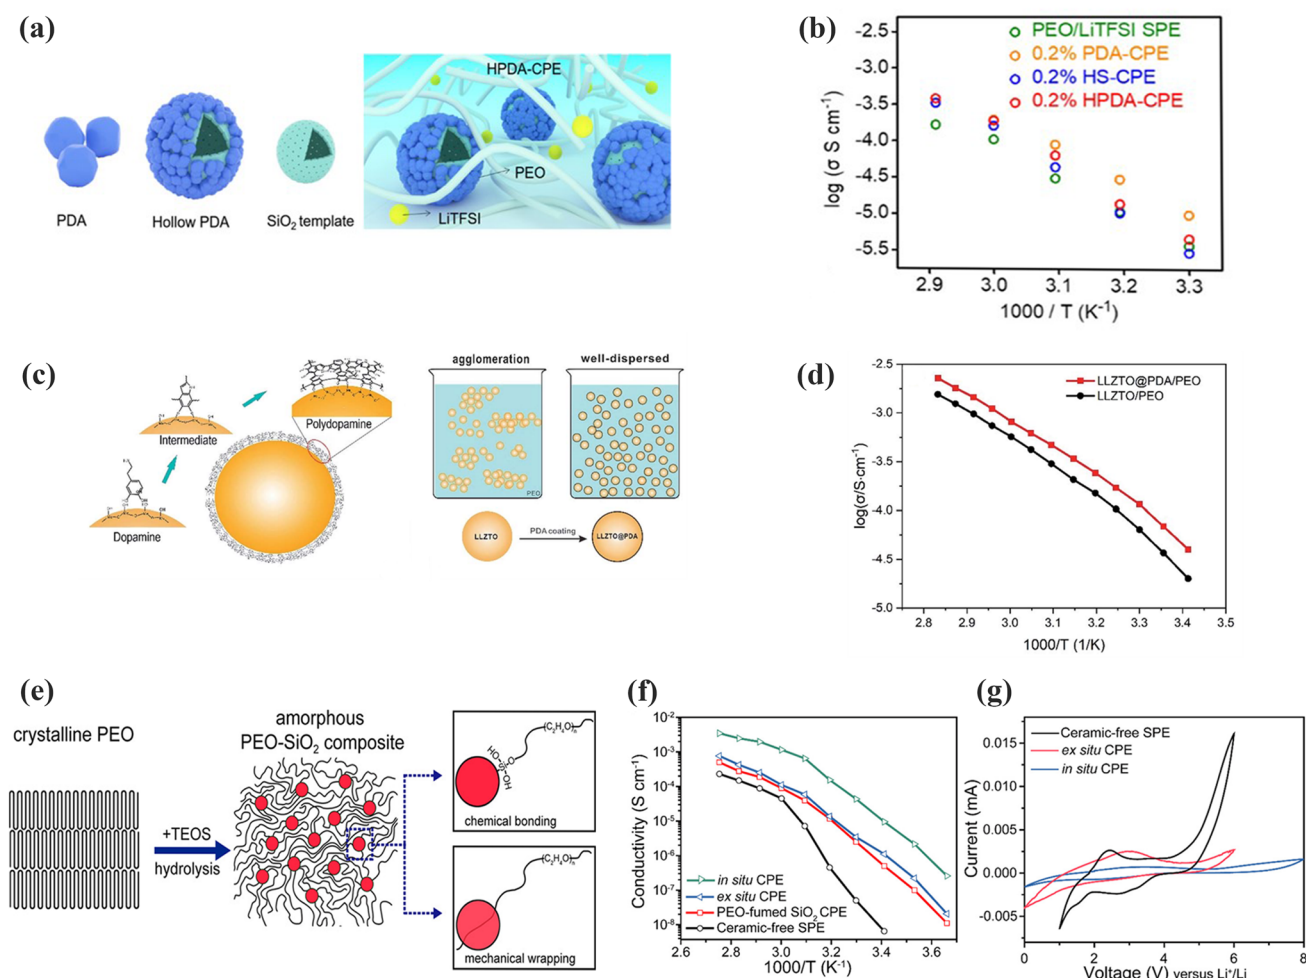 (a)
HPDA-CPE
PEO
LiTFSI
PDA
Hollow PDA
SiO2 template
(b)
PEO/LiTFSI SPE
0.2% PDA-CPE
0.2% HS-CPE
0.2% HPDA-CPE
log (σ S cm-1)
-2.5
-3.0
-3.5
-4.0
-4.5
-5.0
-5.5
2.9 3.0 3.1 3.2 3.3
1000 / T (K-1)
(c)
Intermediate
Polydopamine
Dopamine
agglomeration
well-dispersed
PEO
LLZTO
PDA coating
LLZTO@PDA
(d)
LLZTO@PDA/PEO
LLZTO/PEO
log(σ/S·cm-1)
-2.5
-3.0
-3.5
-4.0
-4.5
-5.0
2.8 2.9 3.0 3.1 3.2 3.3 3.4 3.5
1000/T (1/K)
(e)
crystalline PEO
+TEOS
hydrolysis
amorphous
PEO-SiO2 composite
(C2H4O)n
HO
Si
O
OH
chemical bonding
(C2H4O)n
mechanical wrapping
(f)
Conductivity (S cm-1)
10-2
10-3
10-4
10-5
10-6
10-7
10-8
in situ CPE
ex situ CPE
PEO-fumed SiO2 CPE
Ceramic-free SPE
2.6 2.8 3.0 3.2 3.4 3.6
1000/T (K-1)
(g)
Ceramic-free SPE
ex situ CPE
in situ CPE
Current (mA)
0.015
0.010
0.005
0.000
-0.005
0 2 4 6 8
Voltage (V) versus Li+/Li